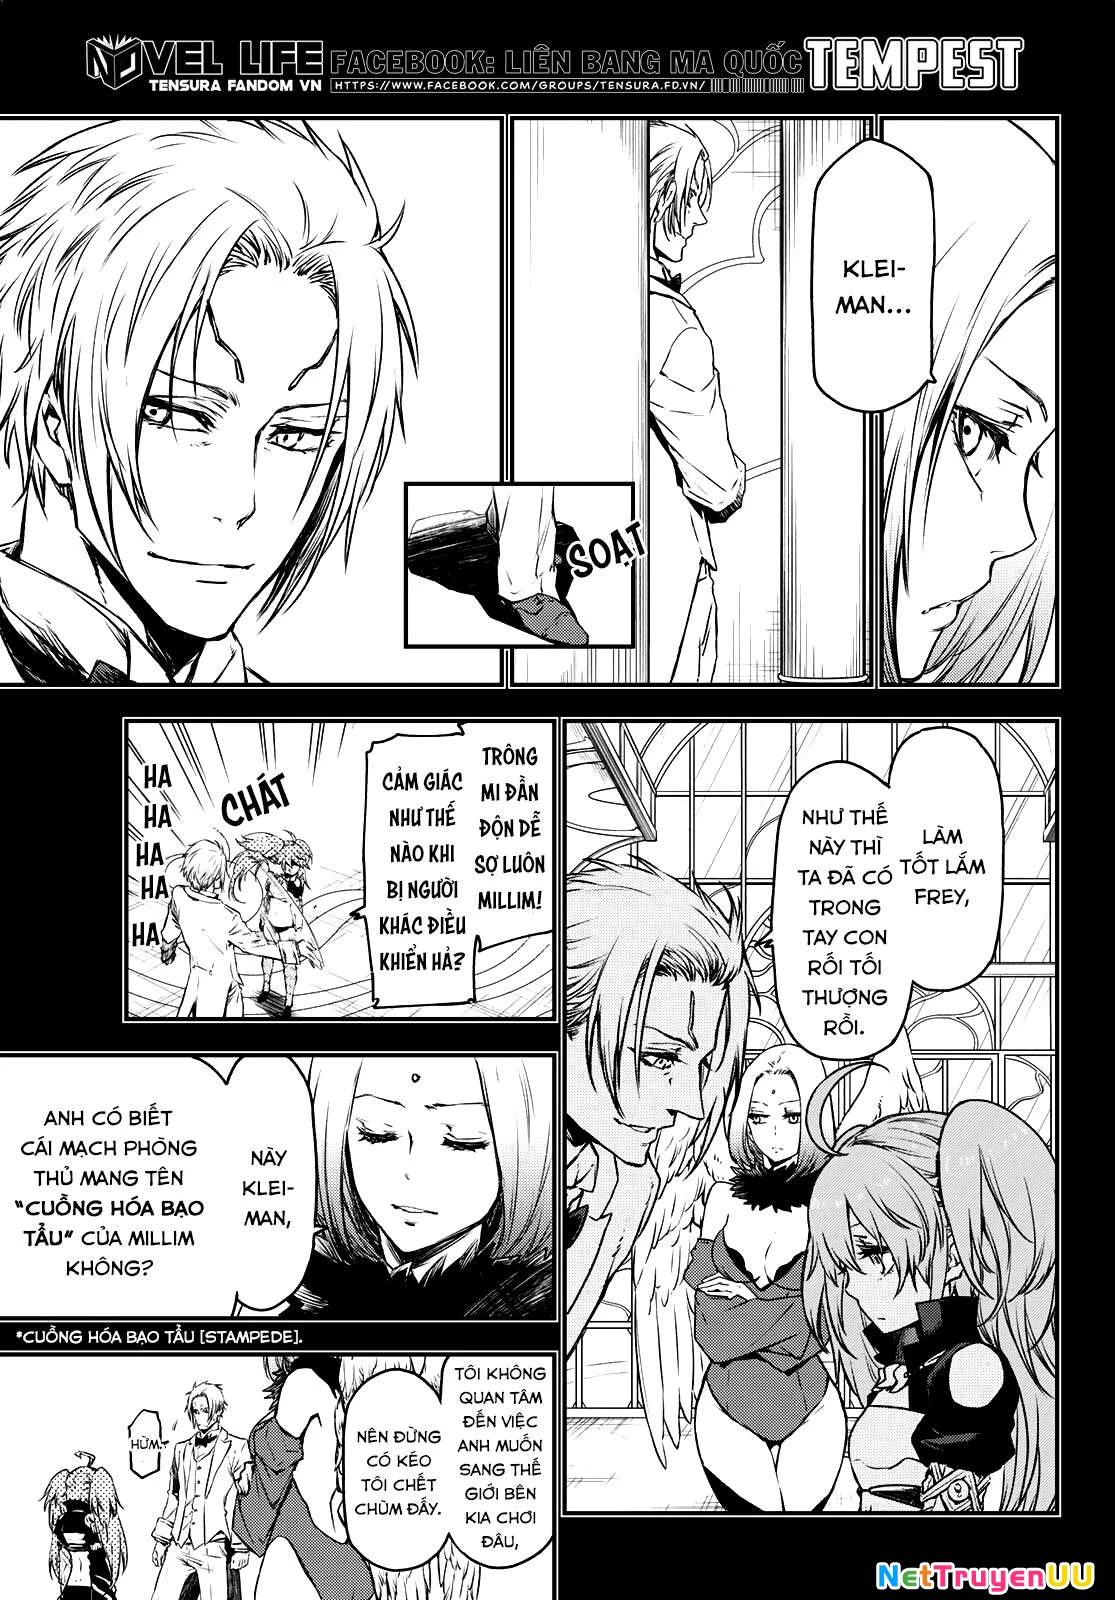 NOVEL LIFE
TENSURA FANDOM VN
FACEBOOK: LIÊN BANG MA QUỐC
HTTPS://WWW.FACEBOOK.COM/GROUPS/TENSURA.FD.VN/
TEMPEST
KLEI-
MAN...
SOẠT
LÀM
TỐT LẮM
FREY,
NHƯ THẾ
NÀY THÌ
TA ĐÃ CÓ
TRONG
TAY CON
RỐI TỐI
THƯỢNG
RỒI.
TRÔNG
MI ĐẦN
ĐỘN DỄ
SỢ LUÔN
MILLIM!
CẢM GIÁC
NHƯ THẾ
NÀO KHI
BỊ NGƯỜI
KHÁC ĐIỀU
KHIỂN HẢ?
CHÁT
HA
HA
HA
HA
HA
NÀY
KLEI-
MAN,
ANH CÓ BIẾT
CÁI MẠCH PHÒNG
THỦ MANG TÊN
“CUỒNG HÓA BẠO
TẨU” CỦA MILLIM
KHÔNG?
*CUỒNG HÓA BẠO TẨU [STAMPEDE].
TÔI KHÔNG
QUAN TÂM
ĐẾN VIỆC
ANH MUỐN
SANG THẾ
GIỚI BÊN
KIA CHƠI
ĐÂU,
NÊN ĐỪNG
CÓ KÉO
TÔI CHẾT
CHÙM ĐẤY.
HỪM...
NetTruyenUU